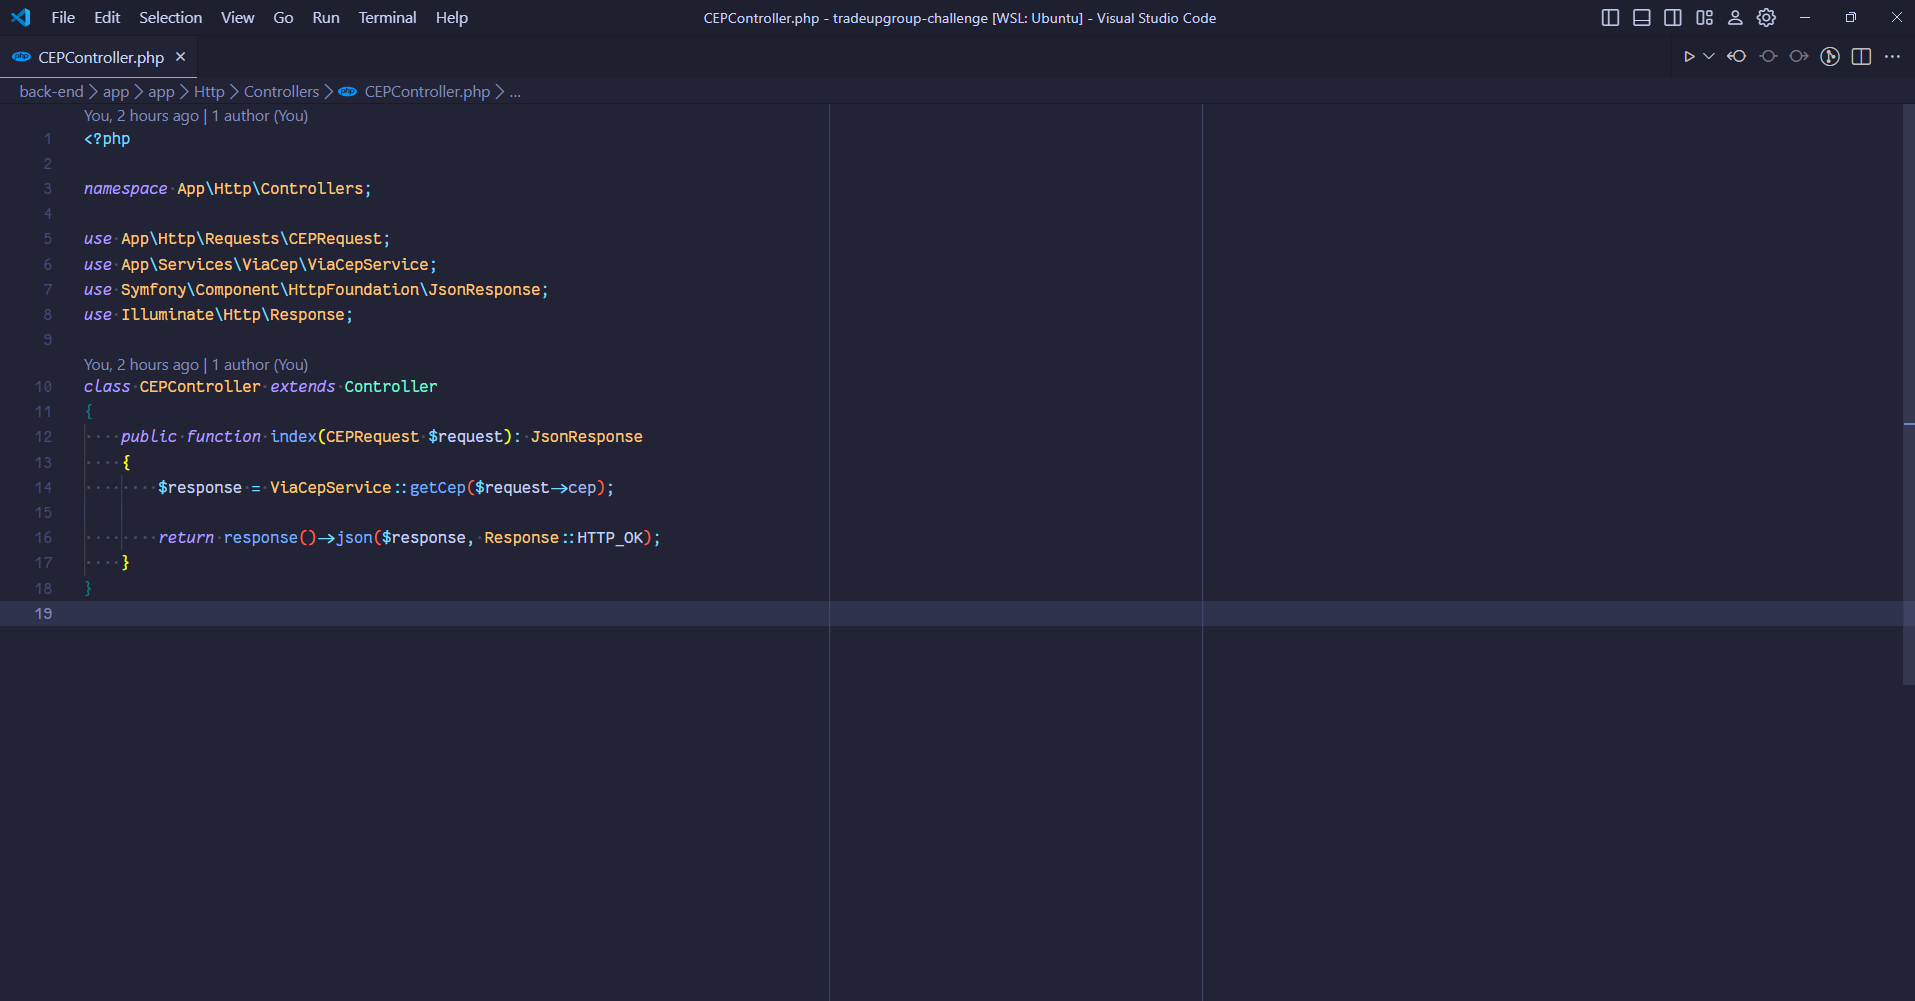 File Edit Selection View Go Run Terminal Help CEPController.php - tradeupgroup-challenge [WSL: Ubuntu] - Visual Studio Code
php CEPController.php
back-end > app > app > Http > Controllers > php CEPController.php > ...
You, 2 hours ago | 1 author (You)
1 <?php
2
3 namespace App\Http\Controllers;
4
5 use App\Http\Requests\CEPRequest;
6 use App\Services\ViaCep\ViaCepService;
7 use Symfony\Component\HttpFoundation\JsonResponse;
8 use Illuminate\Http\Response;
9
You, 2 hours ago | 1 author (You)
10 class CEPController extends Controller
11 {
12     public function index(CEPRequest $request): JsonResponse
13     {
14         $response = ViaCepService::getCep($request->cep);
15
16         return response()->json($response, Response::HTTP_OK);
17     }
18 }
19